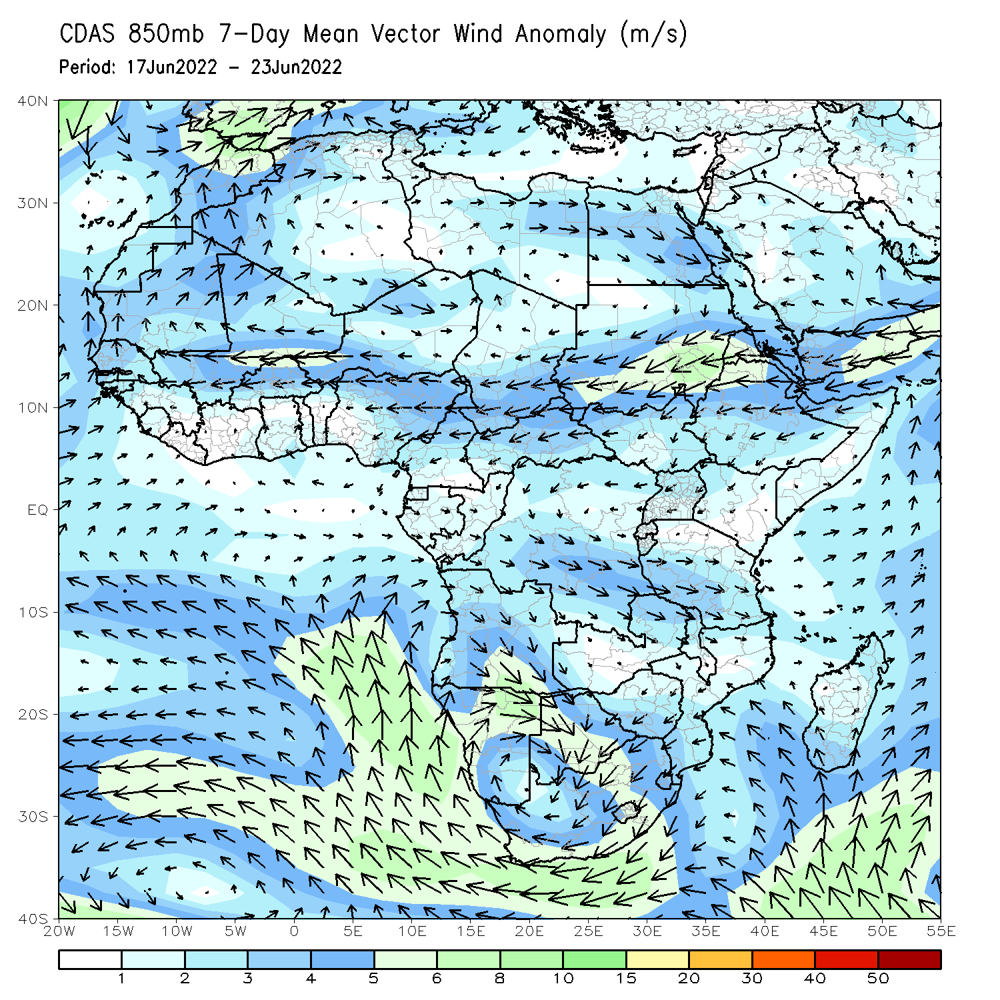 CDAS 850mb 7-Day Mean Vector Wind Anomaly (m/s)
Period: 17Jun2022 - 23Jun2022
40N
30N
20N
10N
EQ
10S
20S
30S
40S
20W 15W 10W 5W 0 5E 10E 15E 20E 25E 30E 35E 40E 45E 50E 55E
1 2 3 4 5 6 8 10 15 20 30 40 50